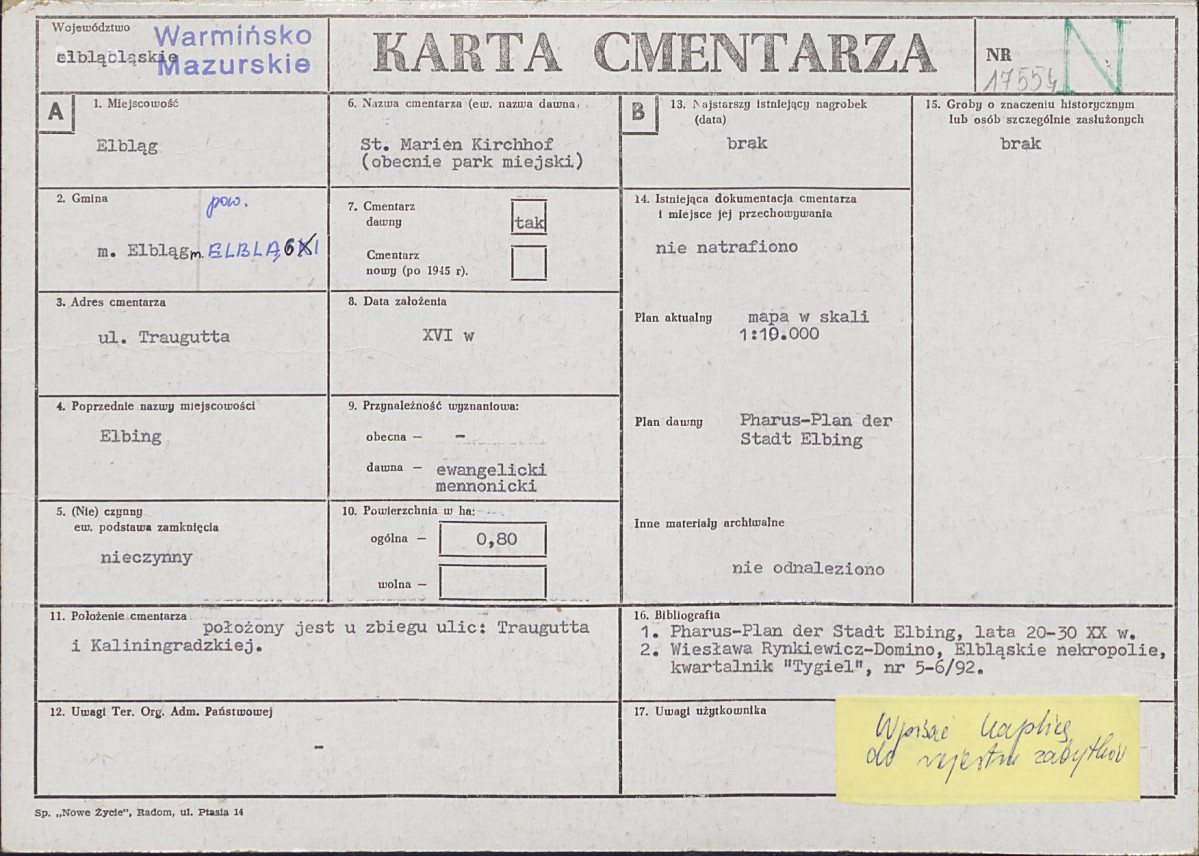 Województwo
elbląskie
Warmińsko
Mazurskie
KARTA CMENTARZA
NR
17554
N
A
1. Miejscowość
Elbląg
2. Gmina
pow.
m. Elbląg m. ELBLĄG
3. Adres cmentarza
ul. Traugutta
4. Poprzednie nazwy miejscowości
Elbing
5. (Nie) czynny
ew. podstawa zamknięcia
nieczynny
6. Nazwa cmentarza (ew. nazwa dawna)
St. Marien Kirchhof
(obecnie park miejski)
7. Cmentarz
dawny
tak
Cmentarz
nowy (po 1945 r).
8. Data założenia
XVI w
9. Przynależność wyznaniowa:
obecna — -
dawna — ewangelicki
mennonicki
10. Powierzchnia w ha:
ogólna — 0,80
wolna —
B
13. Najstarszy istniejący nagrobek
(data)
brak
14. Istniejąca dokumentacja cmentarza
i miejsce jej przechowywania
nie natrafiono
Plan aktualny mapa w skali
1:10.000
Plan dawny Pharus-Plan der
Stadt Elbing
Inne materiały archiwalne
nie odnaleziono
15. Groby o znaczeniu historycznym
lub osób szczególnie zasłużonych
brak
11. Położenie cmentarza
położony jest u zbiegu ulic: Traugutta
i Kaliningradzkiej.
16. Bibliografia
1. Pharus-Plan der Stadt Elbing, lata 20-30 XX w.
2. Wiesława Rynkiewicz-Domino, Elbląskie nekropolie,
kwartalnik "Tygiel", nr 5-6/92.
12. Uwagi Ter. Org. Adm. Państwowej
-
17. Uwagi użytkownika
Wpisać kaplicę
do rejestru zabytków
Sp. „Nowe Życie", Radom, ul. Ptasia 14